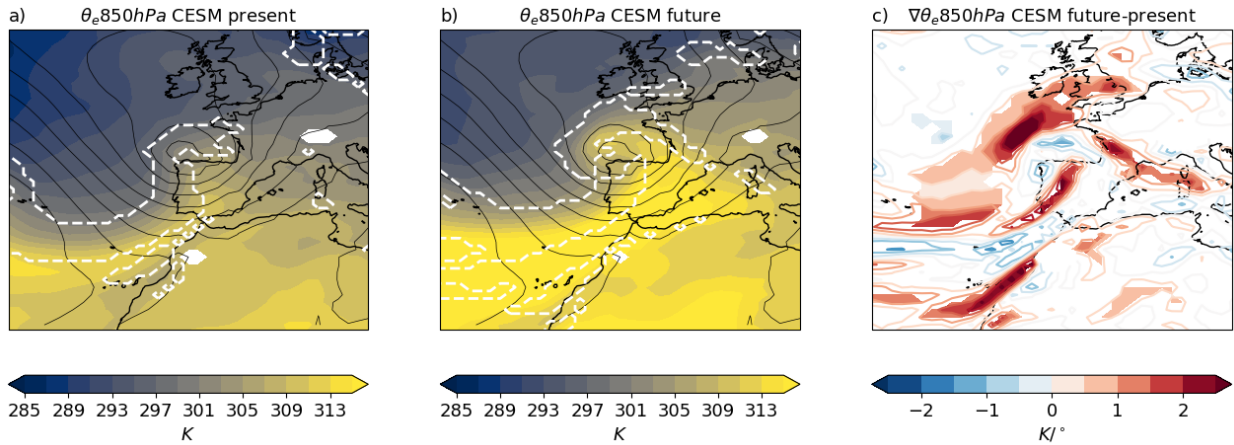 a) θe850hPa CESM present
b) θe850hPa CESM future
c) ∇θe850hPa CESM future-present
285 289 293 297 301 305 309 313
K
285 289 293 297 301 305 309 313
K
−2 −1 0 1 2
K/°